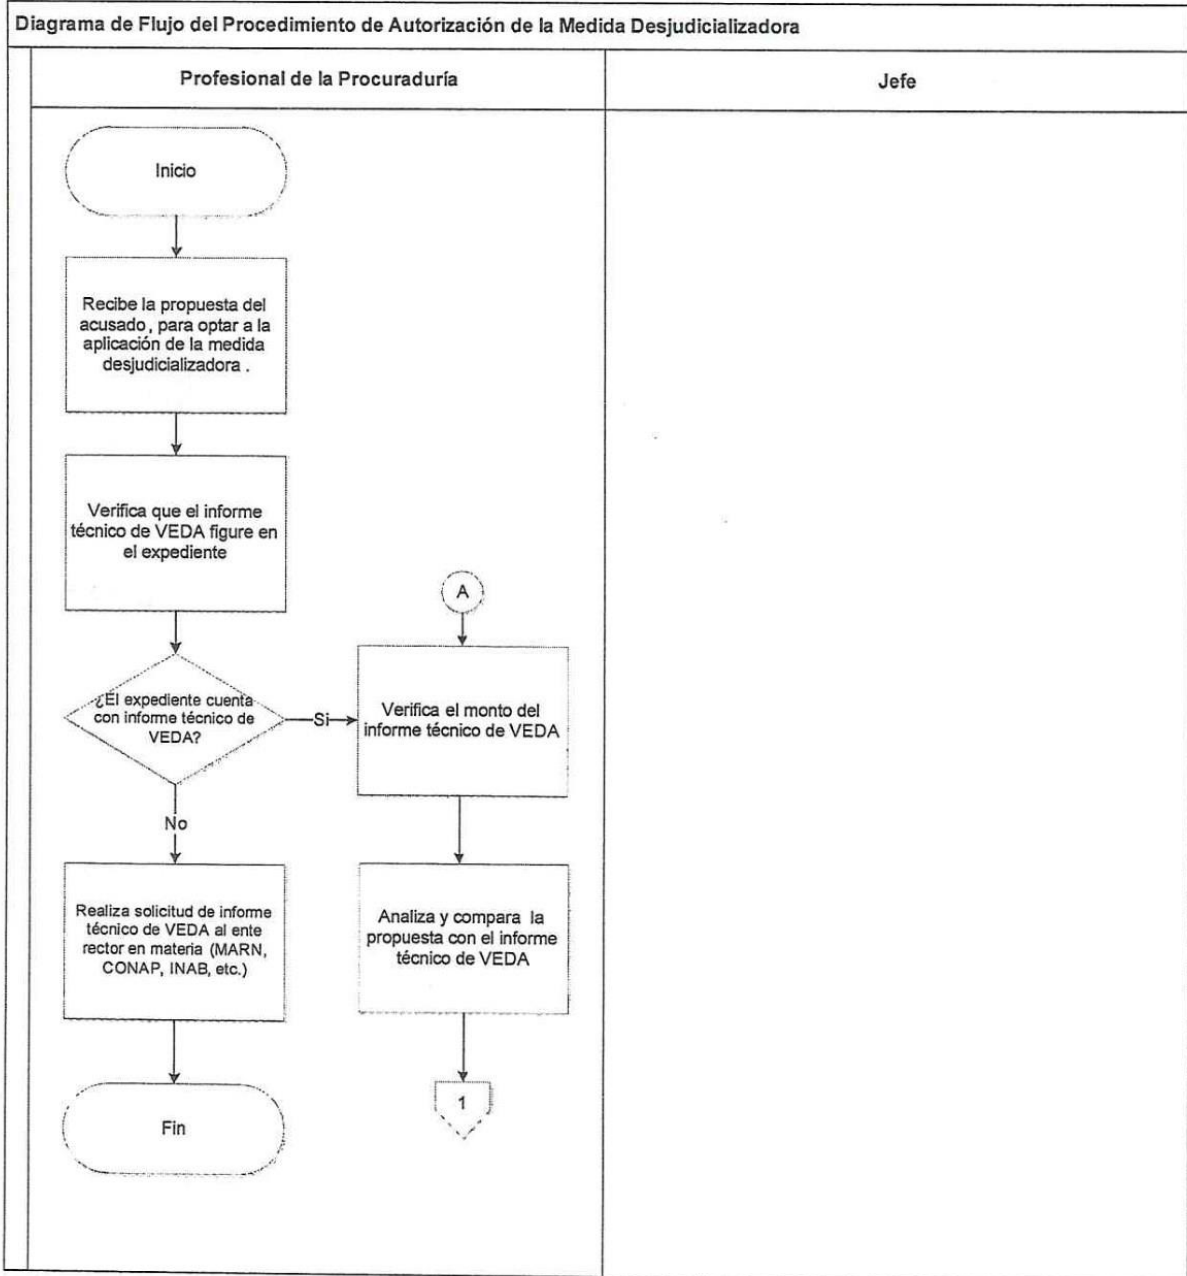 Diagrama de Flujo del Procedimiento de Autorización de la Medida Desjudicializadora
Profesional de la Procuraduría
Jefe
Inicio
Recibe la propuesta del
acusado, para optar a la
aplicación de la medida
desjudicializadora .
Verifica que el informe
técnico de VEDA figure en
el expediente
¿El expediente cuenta
con informe técnico de
VEDA?
Si
No
Realiza solicitud de informe
técnico de VEDA al ente
rector en materia (MARN,
CONAP, INAB, etc.)
Fin
A
Verifica el monto del
informe técnico de VEDA
Analiza y compara la
propuesta con el informe
técnico de VEDA
1